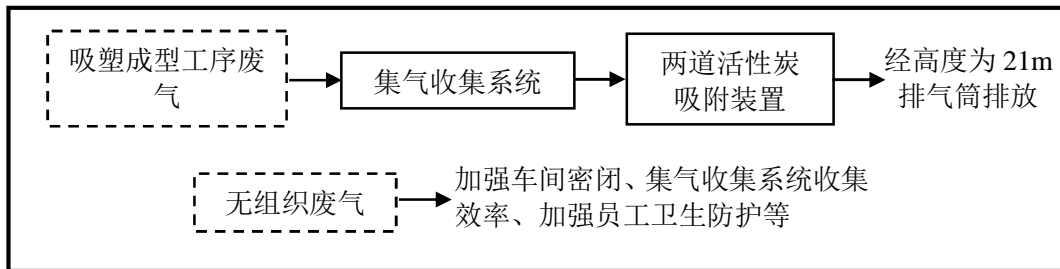 吸塑成型工序废
气
集气收集系统
两道活性炭
吸附装置
经高度为 21m
排气筒排放
无组织废气
加强车间密闭、集气收集系统收集
效率、加强员工卫生防护等